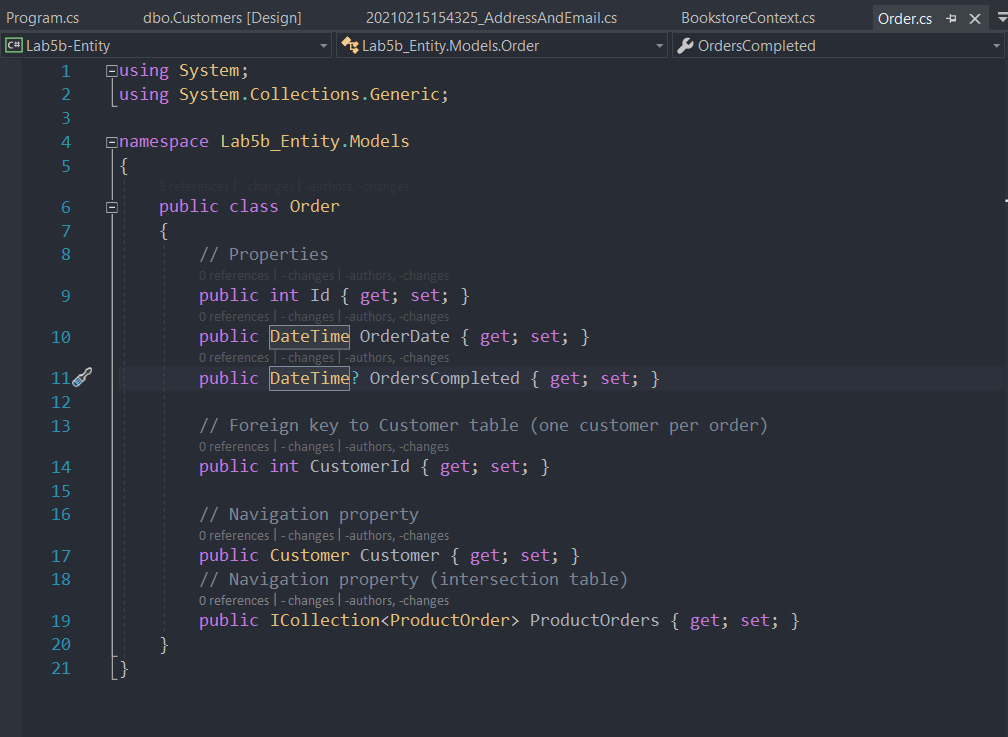 Program.cs dbo.Customers [Design] 20210215154325_AddressAndEmail.cs BookstoreContext.cs Order.cs
C# Lab5b-Entity Lab5b_Entity.Models.Order OrdersCompleted
1 using System;
2 using System.Collections.Generic;
3
4 namespace Lab5b_Entity.Models
5 {
3 references | - changes | -authors, -changes
6 public class Order
7 {
8 // Properties
0 references | - changes | -authors, -changes
9 public int Id { get; set; }
0 references | - changes | -authors, -changes
10 public DateTime OrderDate { get; set; }
0 references | - changes | -authors, -changes
11 public DateTime? OrdersCompleted { get; set; }
12
13 // Foreign key to Customer table (one customer per order)
0 references | - changes | -authors, -changes
14 public int CustomerId { get; set; }
15
16 // Navigation property
0 references | - changes | -authors, -changes
17 public Customer Customer { get; set; }
18 // Navigation property (intersection table)
0 references | - changes | -authors, -changes
19 public ICollection<ProductOrder> ProductOrders { get; set; }
20 }
21 }